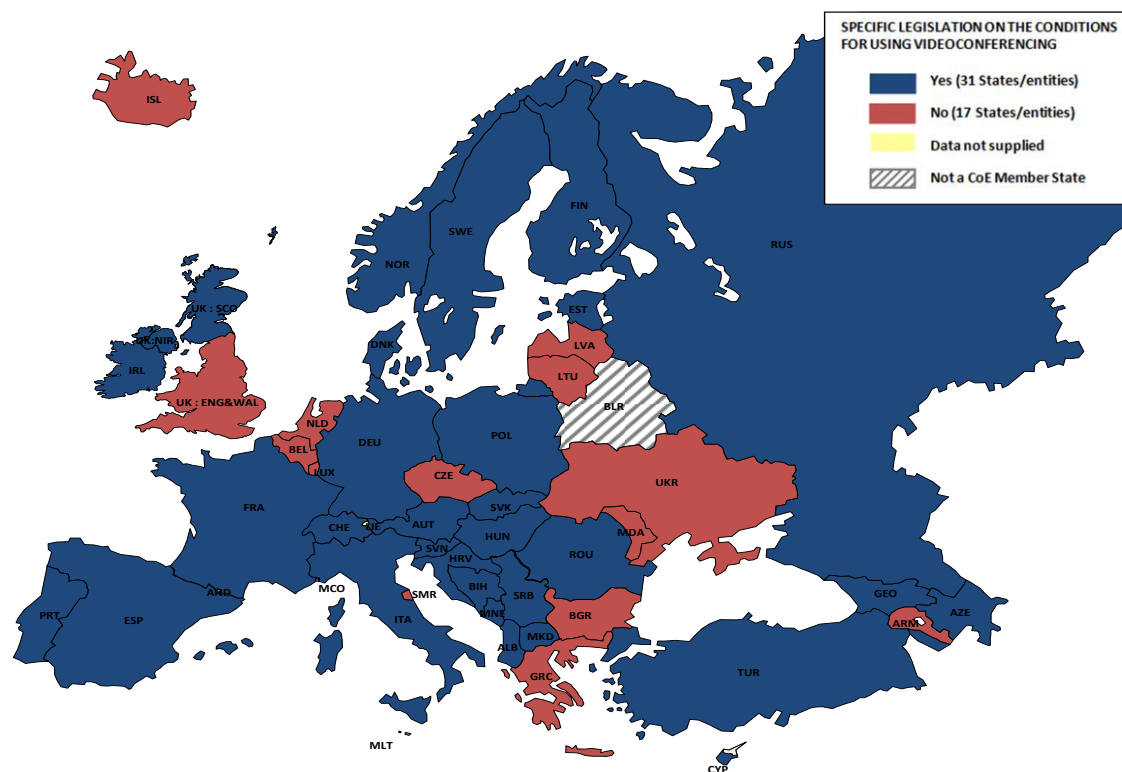 SPECIFIC LEGISLATION ON THE CONDITIONS
FOR USING VIDEOCONFERENCING
Yes (31 States/entities)
No (17 States/entities)
Data not supplied
Not a CoE Member State
ISL
FIN
SWE
RUS
NOR
UK : SCO
EST
UK:NIR
DNK
LVA
IRL
LTU
UK : ENG&WAL
BLR
NLD
POL
DEU
BEL
LUX
CZE
UKR
FRA
SVK
CHE
LIE
AUT
MDA
HUN
ROU
SVN
HRV
MCO
AND
SMR
BIH
SRB
GEO
PRT
ESP
ITA
MNE
BGR
ARM
AZE
MKD
ALB
GRC
TUR
MLT
CYP